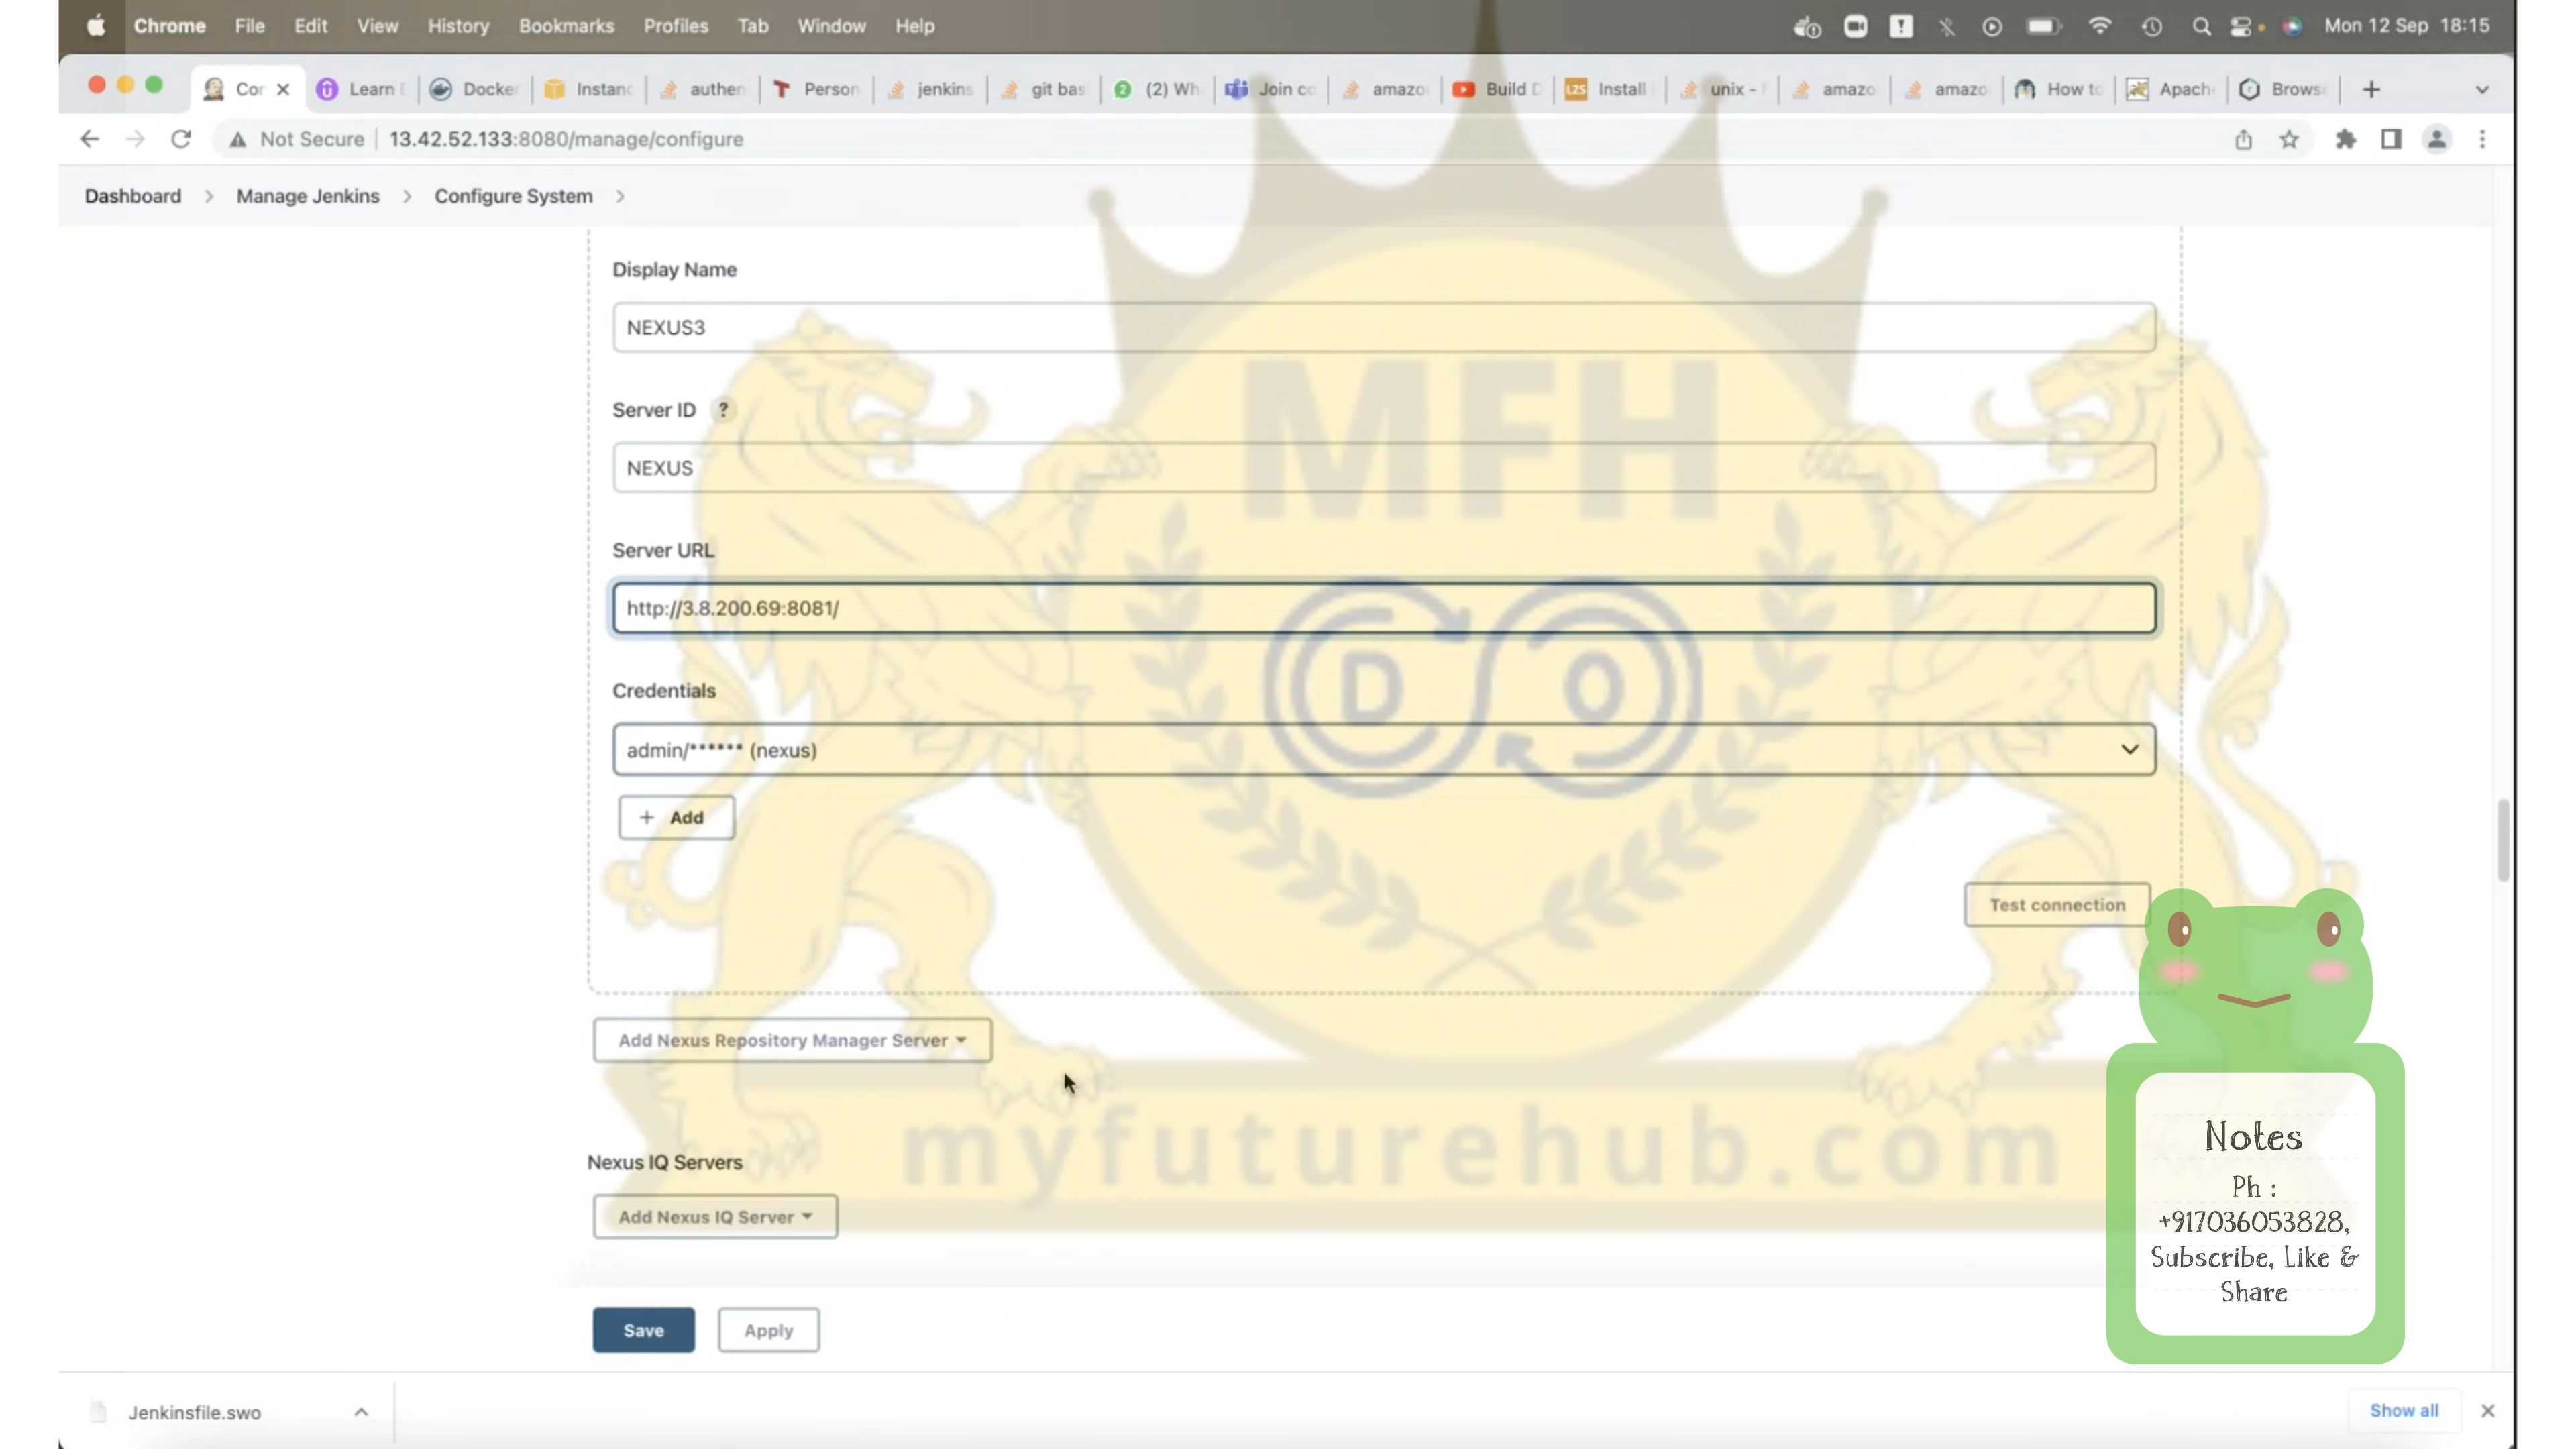 Chrome File Edit View History Bookmarks Profiles Tab Window Help Mon 12 Sep 18:15
Cor Learn Docke Instanc authen Person jenkins git bas (2) Wh Join co amazo Build D Install unix - amazo amazo How to Apach Brows
Not Secure 13.42.52.133:8080/manage/configure
Dashboard > Manage Jenkins > Configure System >
Display Name
NEXUS3
Server ID ?
NEXUS
Server URL
http://3.8.200.69:8081/
Credentials
admin/****** (nexus)
+ Add
Test connection
Add Nexus Repository Manager Server
Nexus IQ Servers
Add Nexus IQ Server
Save Apply
MFH
D O
myfuturehub.com
Notes
Ph :
+917036053828,
Subscribe, Like &
Share
Jenkinsfile.swo
Show all